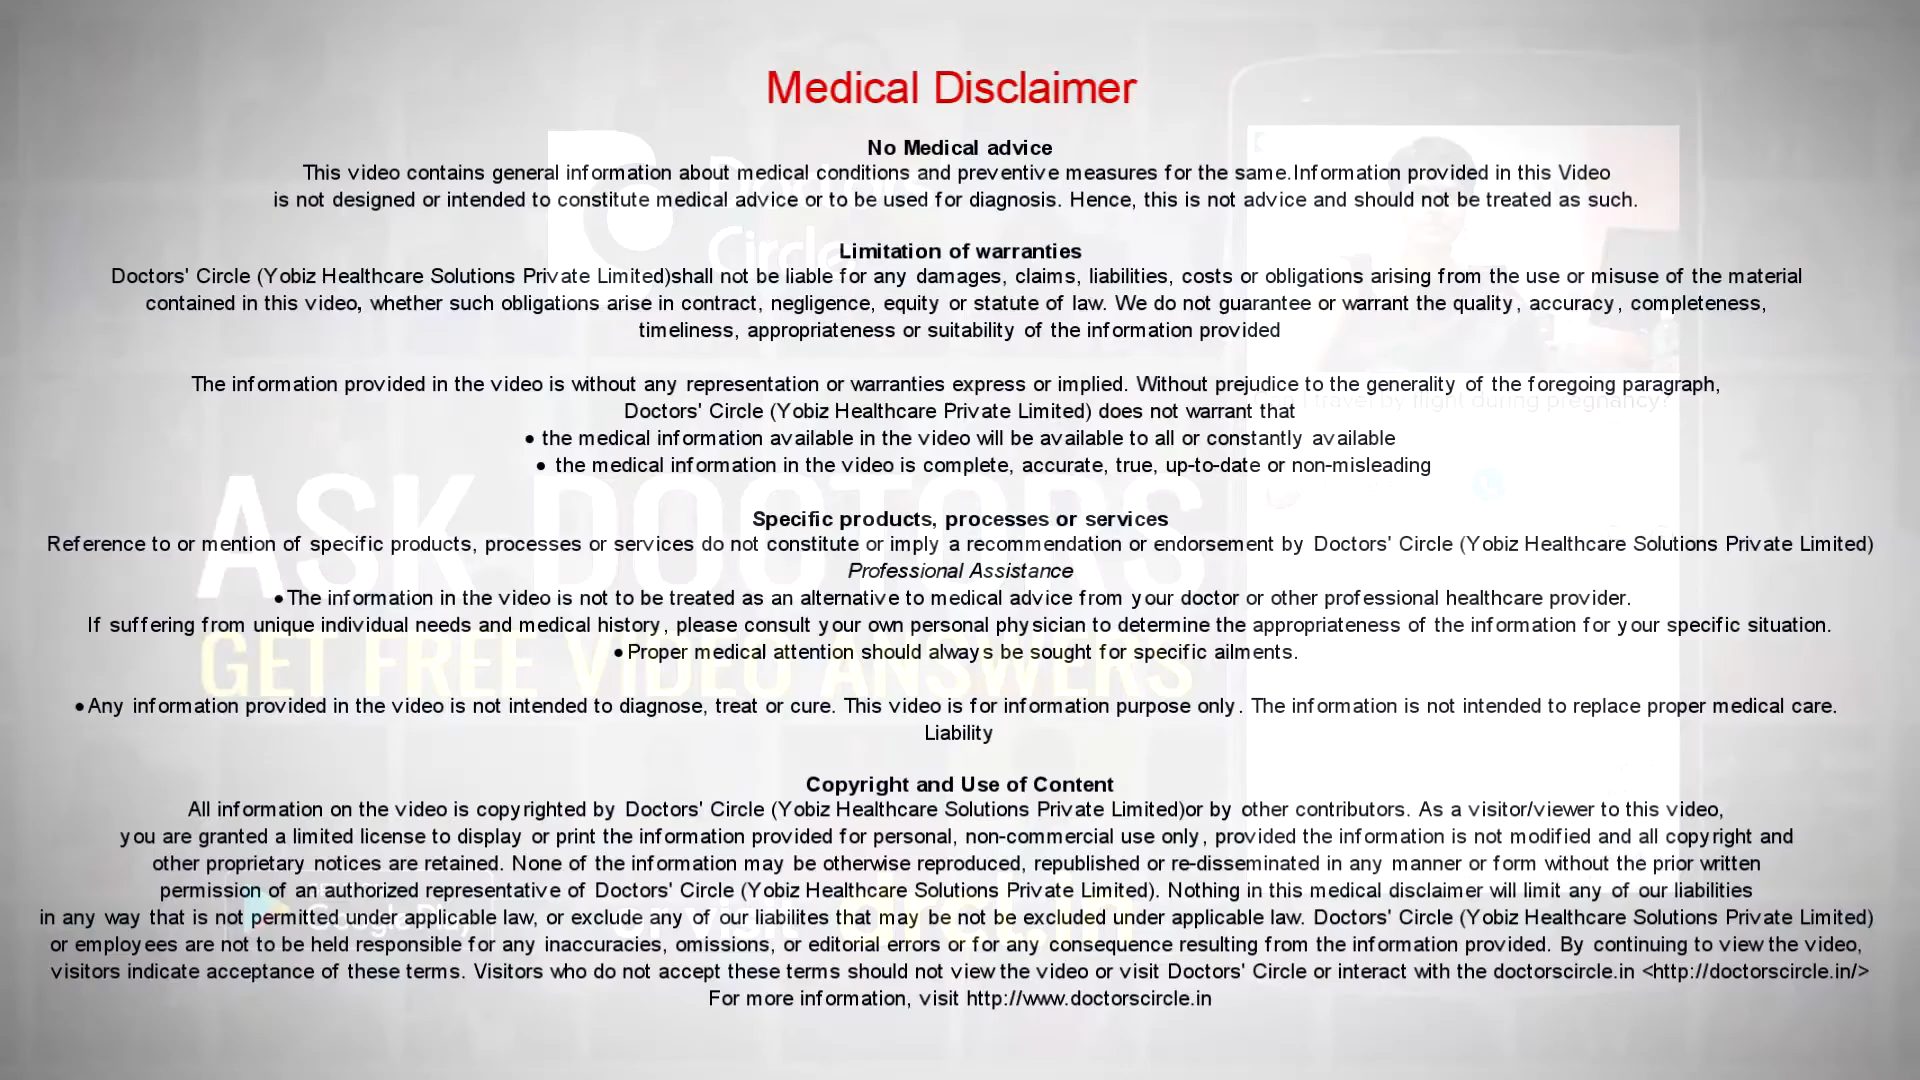 Medical Disclaimer
No Medical advice
This video contains general information about medical conditions and preventive measures for the same.Information provided in this Video
is not designed or intended to constitute medical advice or to be used for diagnosis. Hence, this is not advice and should not be treated as such.
Limitation of warranties
Doctors' Circle (Yobiz Healthcare Solutions Private Limited)shall not be liable for any damages, claims, liabilities, costs or obligations arising from the use or misuse of the material
contained in this video, whether such obligations arise in contract, negligence, equity or statute of law. We do not guarantee or warrant the quality, accuracy, completeness,
timeliness, appropriateness or suitability of the information provided
The information provided in the video is without any representation or warranties express or implied. Without prejudice to the generality of the foregoing paragraph,
Doctors' Circle (Yobiz Healthcare Private Limited) does not warrant that
• the medical information available in the video will be available to all or constantly available
• the medical information in the video is complete, accurate, true, up-to-date or non-misleading
Specific products, processes or services
Reference to or mention of specific products, processes or services do not constitute or imply a recommendation or endorsement by Doctors' Circle (Yobiz Healthcare Solutions Private Limited)
Professional Assistance
•The information in the video is not to be treated as an alternative to medical advice from your doctor or other professional healthcare provider.
If suffering from unique individual needs and medical history, please consult your own personal physician to determine the appropriateness of the information for your specific situation.
•Proper medical attention should always be sought for specific ailments.
•Any information provided in the video is not intended to diagnose, treat or cure. This video is for information purpose only. The information is not intended to replace proper medical care.
Liability
Copyright and Use of Content
All information on the video is copyrighted by Doctors' Circle (Yobiz Healthcare Solutions Private Limited)or by other contributors. As a visitor/viewer to this video,
you are granted a limited license to display or print the information provided for personal, non-commercial use only, provided the information is not modified and all copyright and
other proprietary notices are retained. None of the information may be otherwise reproduced, republished or re-disseminated in any manner or form without the prior written
permission of an authorized representative of Doctors' Circle (Yobiz Healthcare Solutions Private Limited). Nothing in this medical disclaimer will limit any of our liabilities
in any way that is not permitted under applicable law, or exclude any of our liabilites that may be not be excluded under applicable law. Doctors' Circle (Yobiz Healthcare Solutions Private Limited)
or employees are not to be held responsible for any inaccuracies, omissions, or editorial errors or for any consequence resulting from the information provided. By continuing to view the video,
visitors indicate acceptance of these terms. Visitors who do not accept these terms should not view the video or visit Doctors' Circle or interact with the doctorscircle.in <http://doctorscircle.in/>
For more information, visit http://www.doctorscircle.in
Doctors
Circle
Can I travel by flight during pregnancy?
ASK DOCTORS
GET FREE VIDEO ANSWERS
Google Play
or visit drcl.in